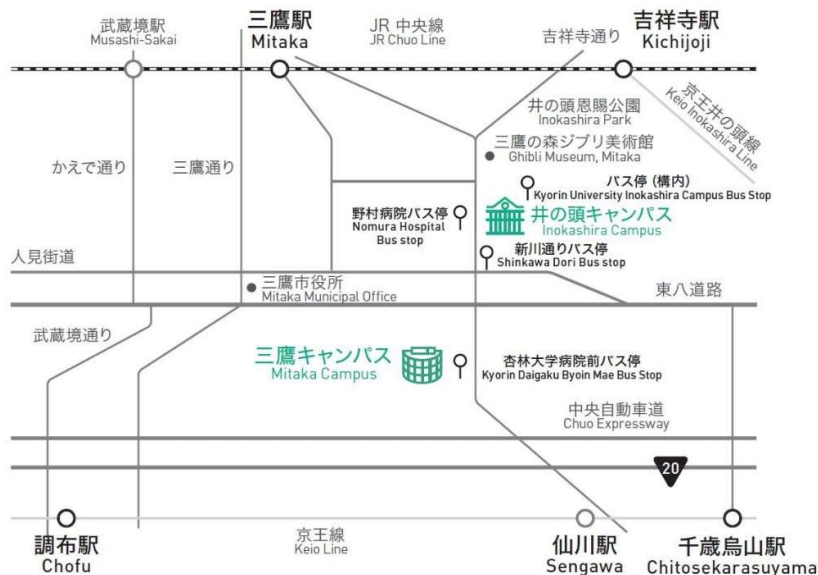 武蔵境駅
Musashi-Sakai
三鷹駅
Mitaka
JR 中央線
JR Chuo Line
吉祥寺通り
吉祥寺駅
Kichijoji
京王井の頭線
Keio Inokashira Line
井の頭恩賜公園
Inokashira Park
三鷹の森ジブリ美術館
Ghibli Museum, Mitaka
かえで通り
三鷹通り
バス停 (構内)
Kyorin University Inokashira Campus Bus Stop
野村病院バス停
Nomura Hospital
Bus stop
井の頭キャンパス
Inokashira Campus
新川通りバス停
Shinkawa Dori Bus stop
人見街道
三鷹市役所
Mitaka Municipal Office
東八道路
武蔵境通り
三鷹キャンパス
Mitaka Campus
杏林大学病院前バス停
Kyorin Daigaku Byoin Mae Bus Stop
中央自動車道
Chuo Expressway
20
調布駅
Chofu
京王線
Keio Line
仙川駅
Sengawa
千歳烏山駅
Chitosekarasuyama